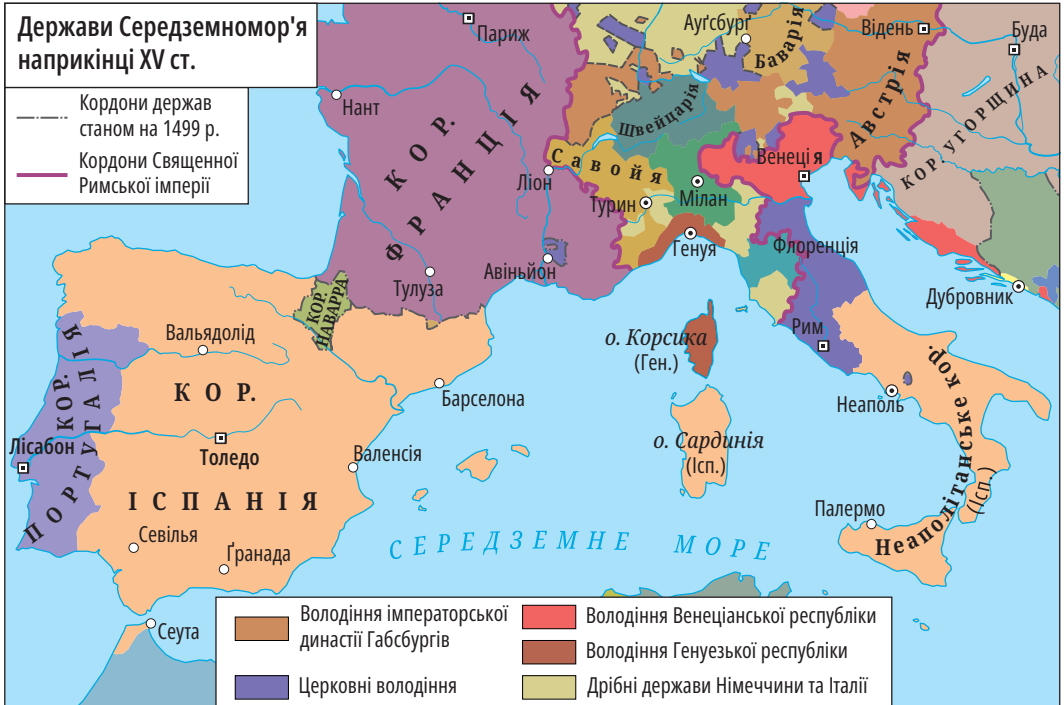 Держави Середземномор'я
наприкінці XV ст.
Кордони держав
станом на 1499 р.
Кордони Священної
Римської імперії
Париж
Нант
КОР.
ФРАНЦІЯ
Ліон
Авіньйон
Тулуза
Ауґсбурґ
Баварія
Відень
Буда
Австрія
КОР. УГОРЩИНА
Швейцарія
Савойя
Венеція
Мілан
Турин
Генуя
Флоренція
Дубровник
КОР.
НАВАРРА
Вальядолід
КОР.
ПОРТУГАЛІЯ
КОР.
Барселона
о. Корсика
(Ген.)
Рим
Неаполь
Неаполітанське кор.
(Ісп.)
Лісабон
Толедо
Валенсія
о. Сардинія
(Ісп.)
ІСПАНІЯ
Палермо
Севілья
Ґранада
СЕРЕДЗЕМНЕ МОРЕ
Сеута
Володіння імператорської
династії Габсбургів
Церковні володіння
Володіння Венеціанської республіки
Володіння Генуезької республіки
Дрібні держави Німеччини та Італії